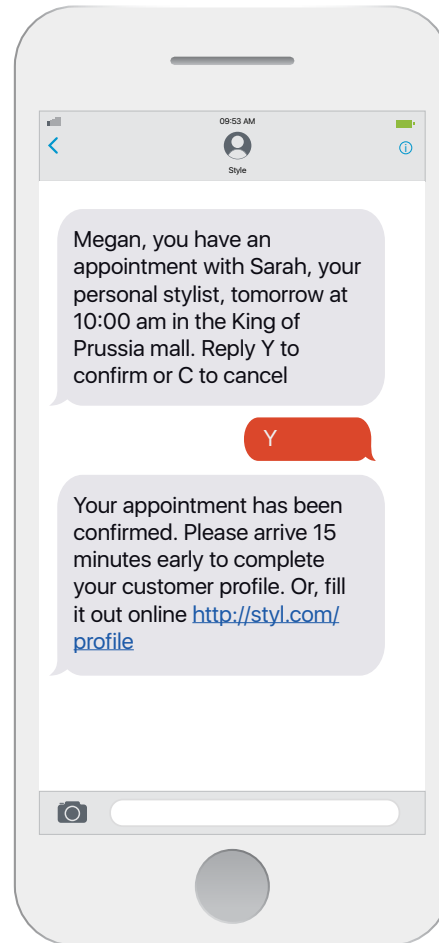 09:53 AM
Style
Megan, you have an
appointment with Sarah, your
personal stylist, tomorrow at
10:00 am in the King of
Prussia mall. Reply Y to
confirm or C to cancel
Y
Your appointment has been
confirmed. Please arrive 15
minutes early to complete
your customer profile. Or, fill
it out online http://styl.com/
profile